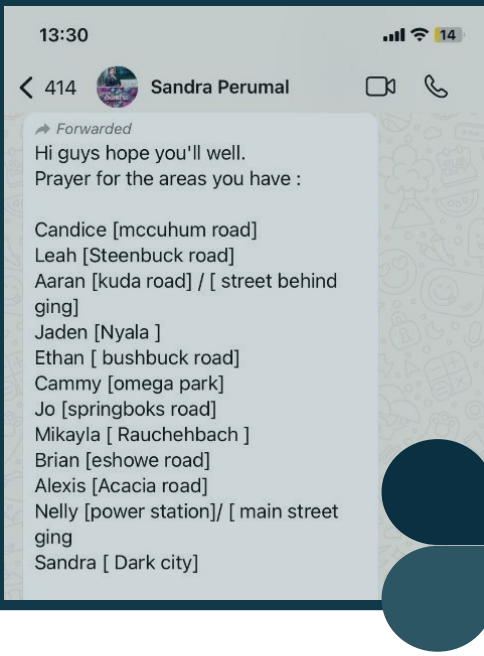 13:30
14
414
Sandra Perumal
Forwarded
Hi guys hope you'll well.
Prayer for the areas you have :
Candice [mccuhum road]
Leah [Steenbuck road]
Aaran [kuda road] / [ street behind
ging]
Jaden [Nyala ]
Ethan [ bushbuck road]
Cammy [omega park]
Jo [springboks road]
Mikayla [ Rauchehbach ]
Brian [eshowe road]
Alexis [Acacia road]
Nelly [power station]/ [ main street
ging
Sandra [ Dark city]